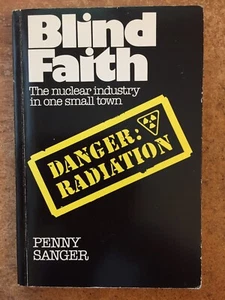 Blind
Faith
The nuclear industry
in one small town
DANGER:
RADIATION
PENNY
SANGER